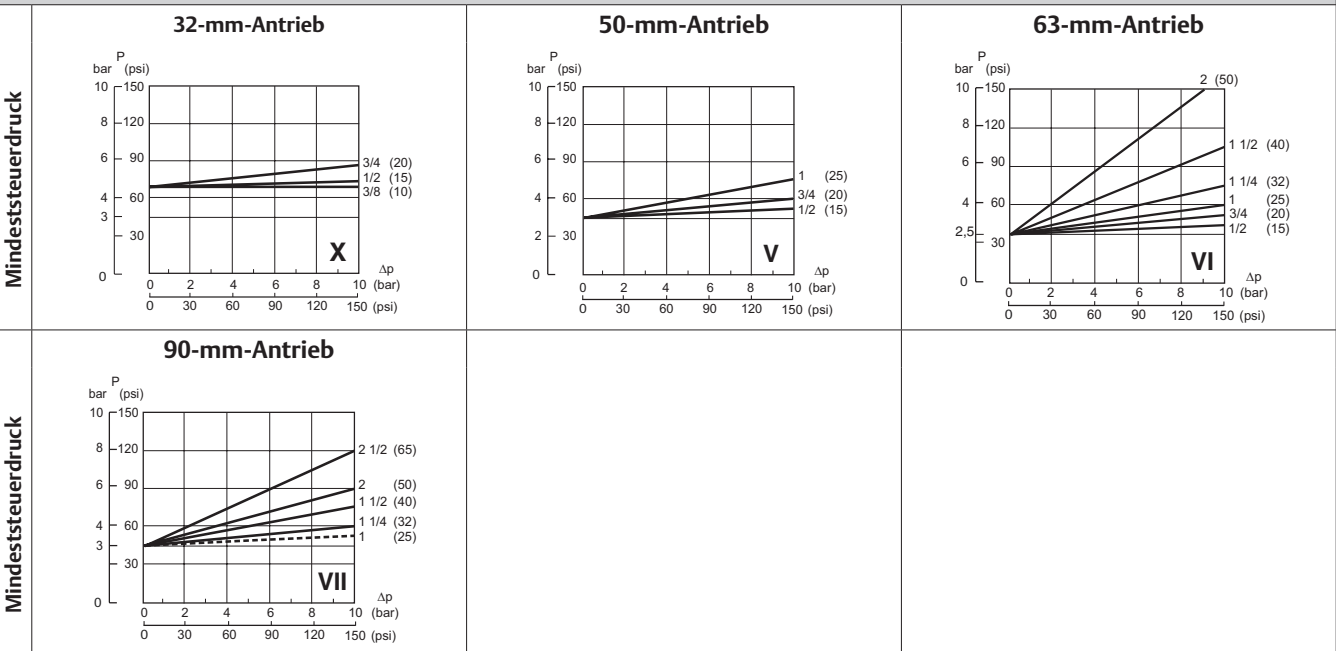 32-mm-Antrieb
50-mm-Antrieb
63-mm-Antrieb
Mindeststeuerdruck
P
bar (psi)
10 150
8 120
6 90
4 60
3
30
0
3/4 (20)
1/2 (15)
3/8 (10)
X
0 2 4 6 8 10 (bar)
Δp
0 30 60 90 120 150 (psi)
P
bar (psi)
10 150
8 120
6 90
4 60
2 30
0
1 (25)
3/4 (20)
1/2 (15)
V
0 2 4 6 8 10 (bar)
Δp
0 30 60 90 120 150 (psi)
P
bar (psi)
10 150
8 120
6 90
4 60
2,5
30
0
2 (50)
1 1/2 (40)
1 1/4 (32)
1 (25)
3/4 (20)
1/2 (15)
VI
0 2 4 6 8 10 (bar)
Δp
0 30 60 90 120 150 (psi)
90-mm-Antrieb
Mindeststeuerdruck
P
bar (psi)
10 150
8 120
6 90
4 60
3
30
0
2 1/2 (65)
2 (50)
1 1/2 (40)
1 1/4 (32)
1 (25)
VII
0 2 4 6 8 10 (bar)
Δp
0 30 60 90 120 150 (psi)